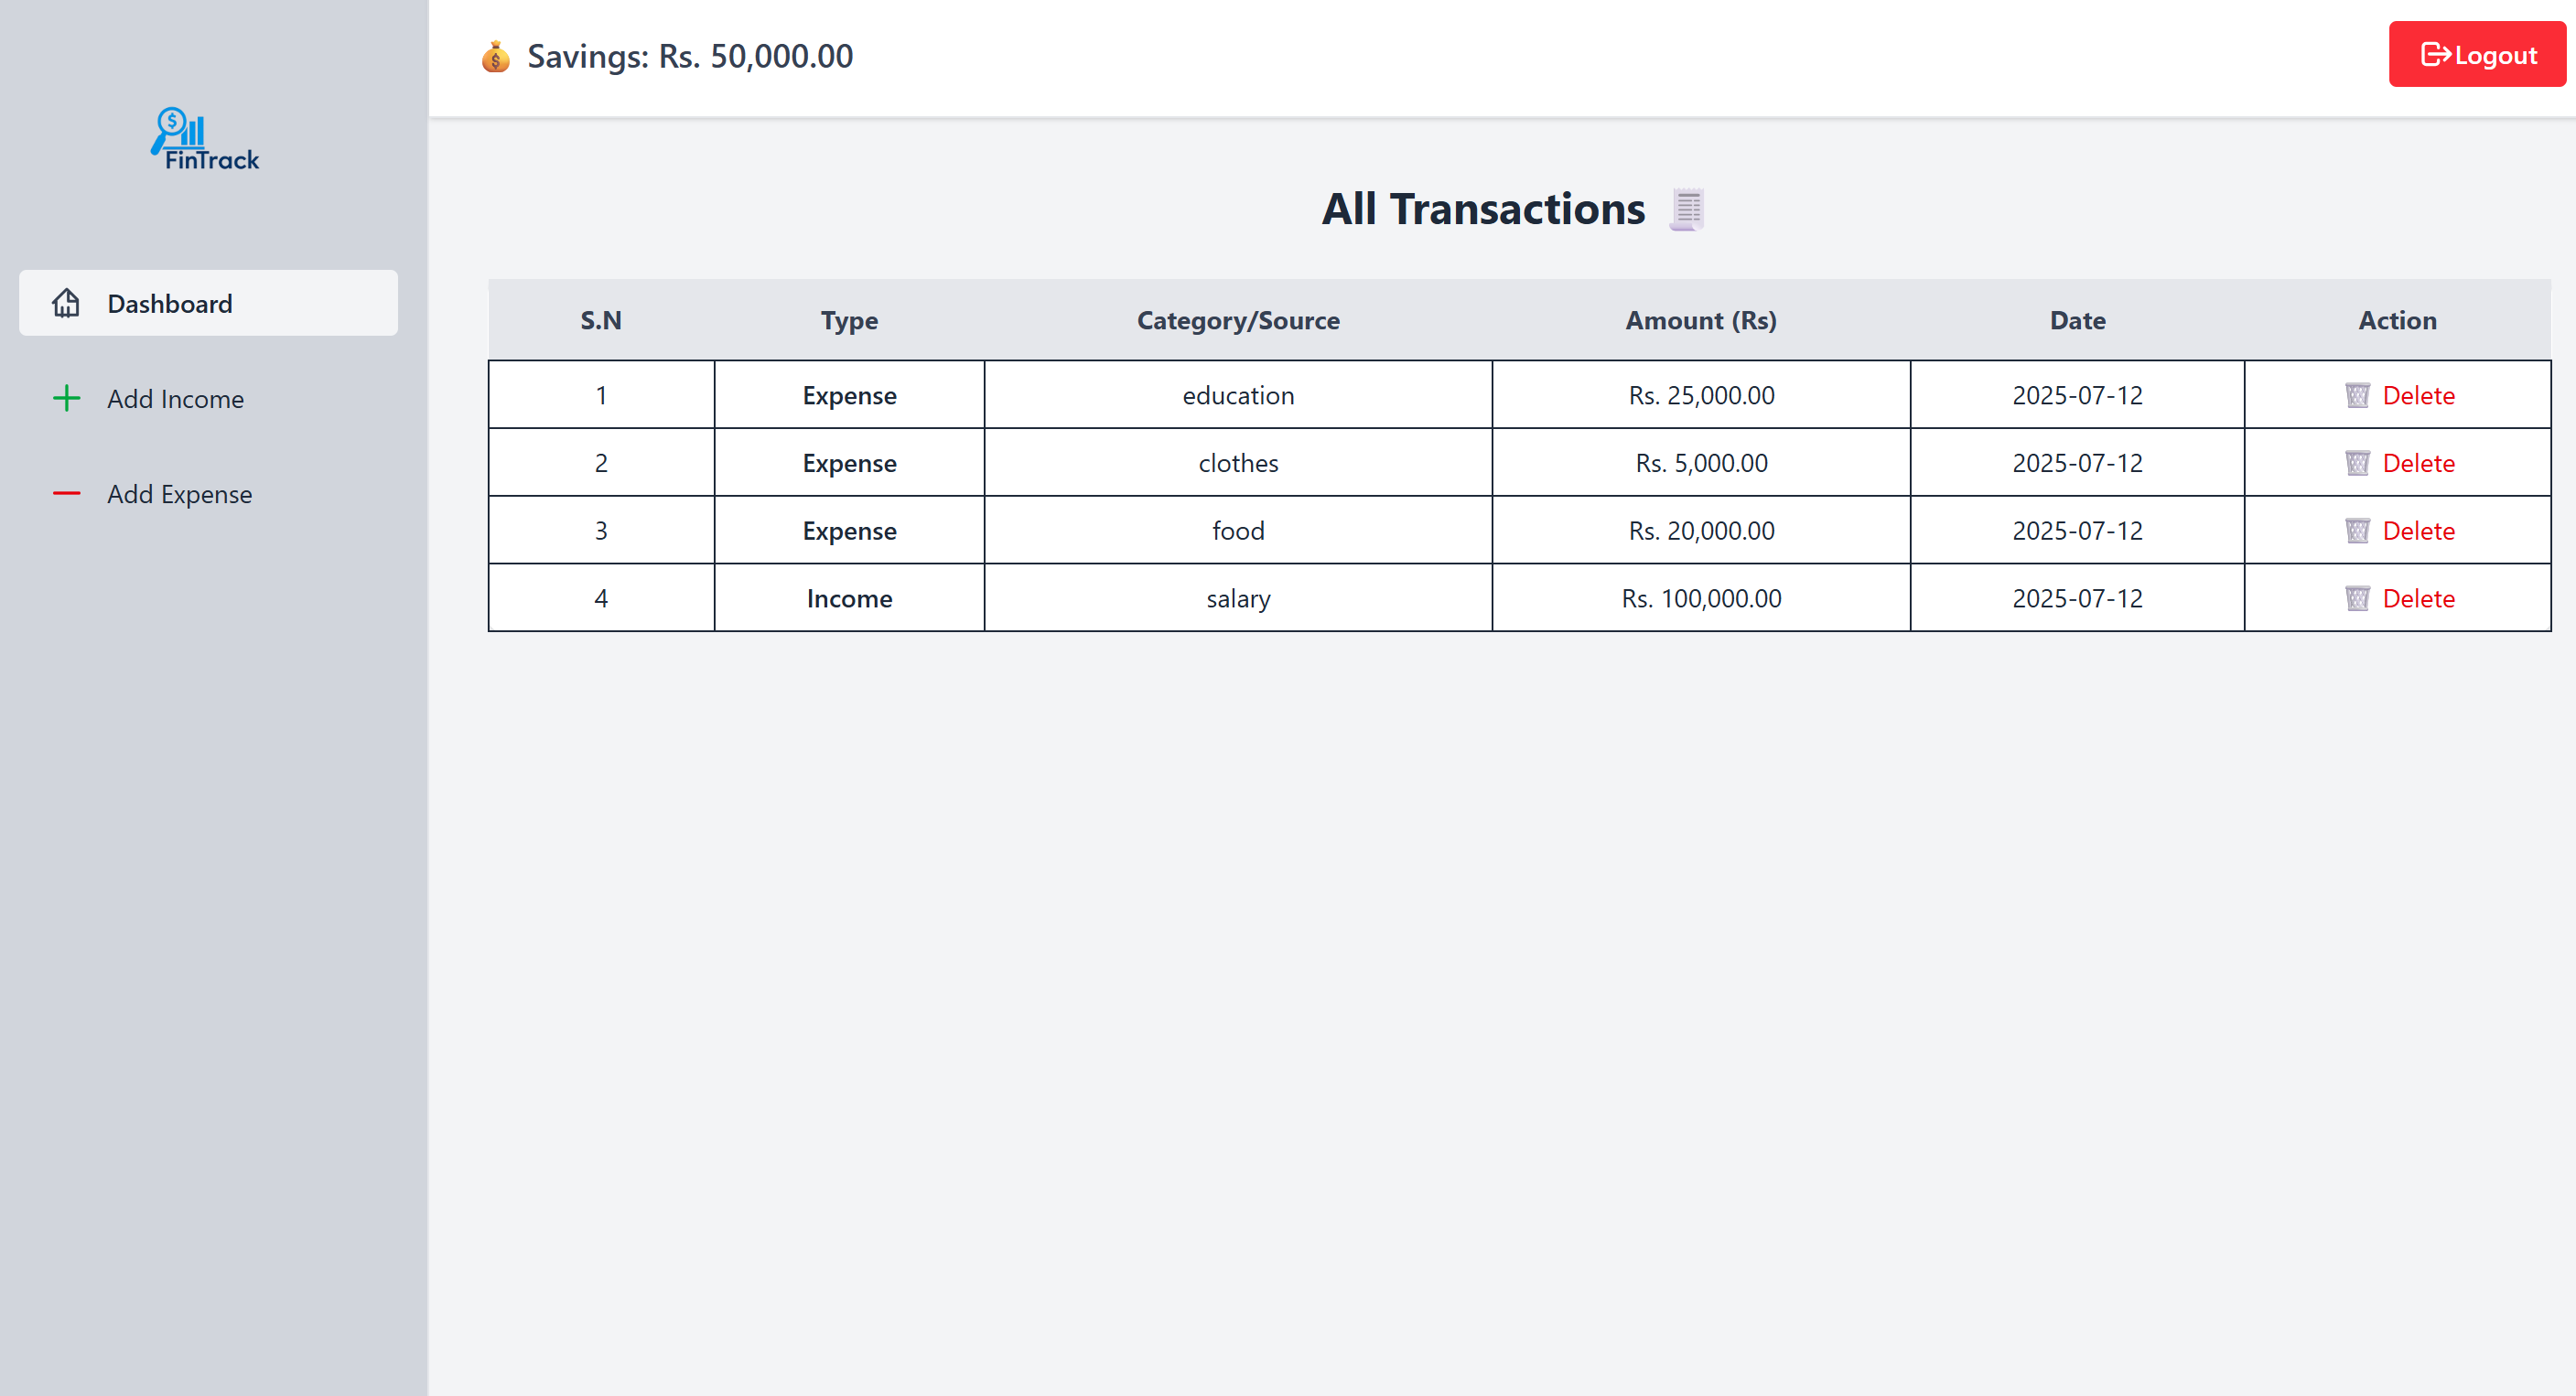 Savings: Rs. 50,000.00
Logout
$
FinTrack
Dashboard
Add Income
Add Expense
All Transactions
S.N Type Category/Source Amount (Rs) Date Action
1 Expense education Rs. 25,000.00 2025-07-12 Delete
2 Expense clothes Rs. 5,000.00 2025-07-12 Delete
3 Expense food Rs. 20,000.00 2025-07-12 Delete
4 Income salary Rs. 100,000.00 2025-07-12 Delete